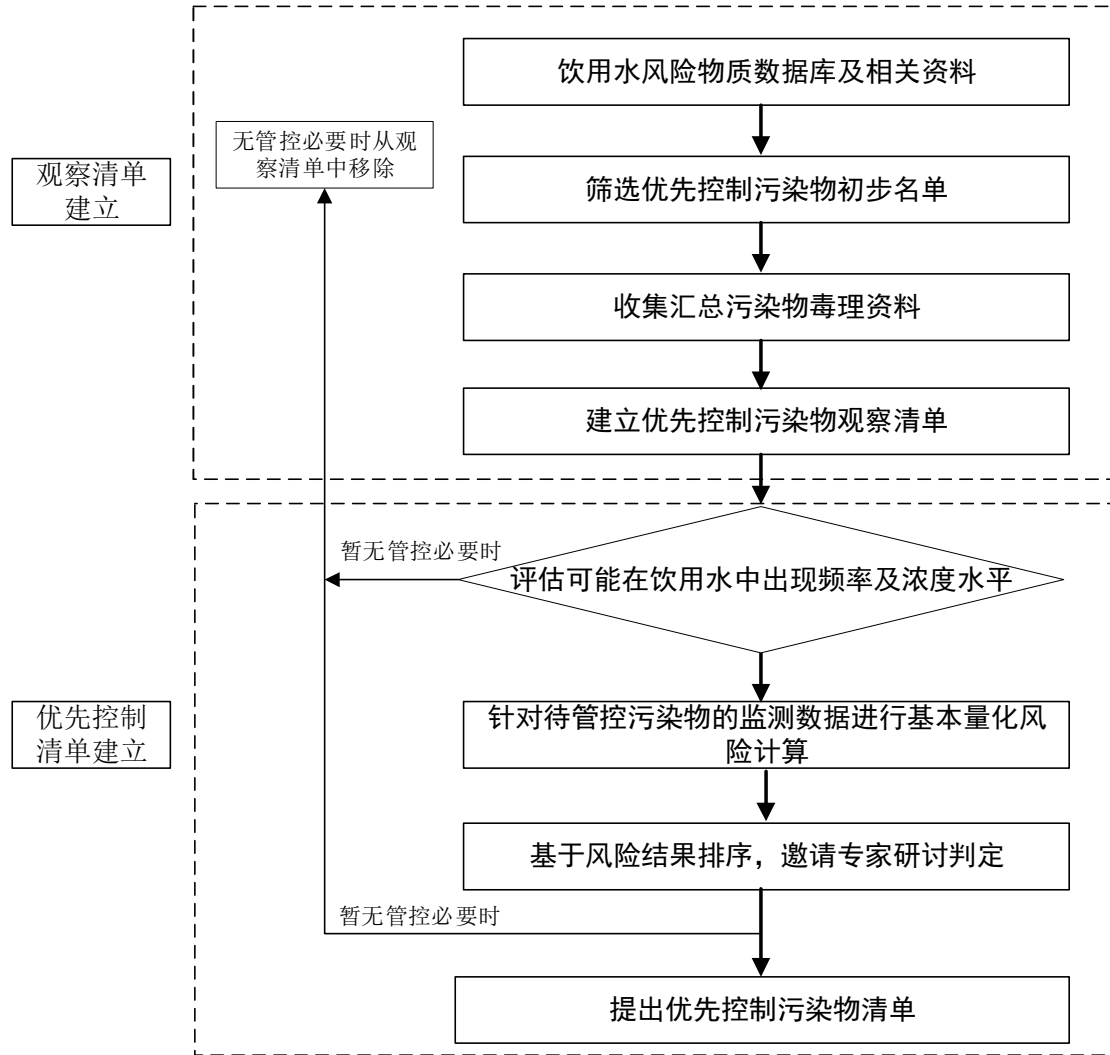 饮用水风险物质数据库及相关资料
无管控必要时从观
察清单中移除
观察清单
建立
筛选优先控制污染物初步名单
收集汇总污染物毒理资料
建立优先控制污染物观察清单
暂无管控必要时
评估可能在饮用水中出现频率及浓度水平
优先控制
清单建立
针对待管控污染物的监测数据进行基本量化风
险计算
基于风险结果排序，邀请专家研讨判定
暂无管控必要时
提出优先控制污染物清单